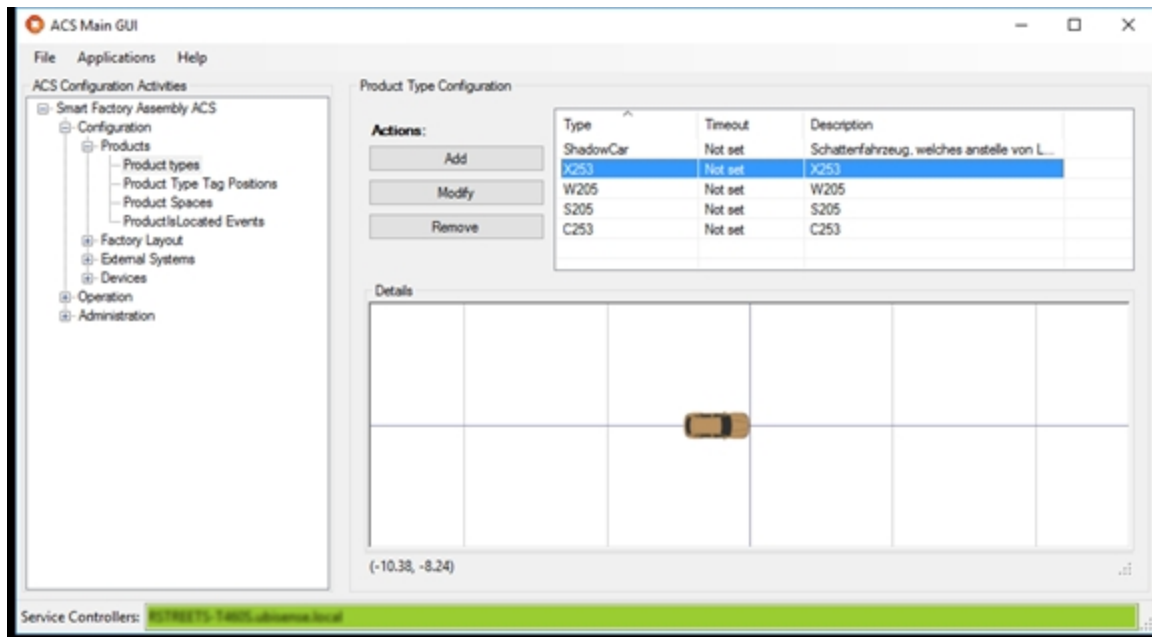 ACS Main GUI
File Applications Help
ACS Configuration Activities
Smart Factory Assembly ACS
Configuration
Products
Product types
Product Type Tag Positions
Product Spaces
ProductIsLocated Events
Factory Layout
External Systems
Devices
Operation
Administration
Product Type Configuration
Actions:
Add
Modify
Remove
Type Timeout Description
ShadowCar Not set Schattenfahrzeug, welches anstelle von L...
X253 Not set X253
W205 Not set W205
S205 Not set S205
C253 Not set C253
Details
(-10.38, -8.24)
Service Controllers: